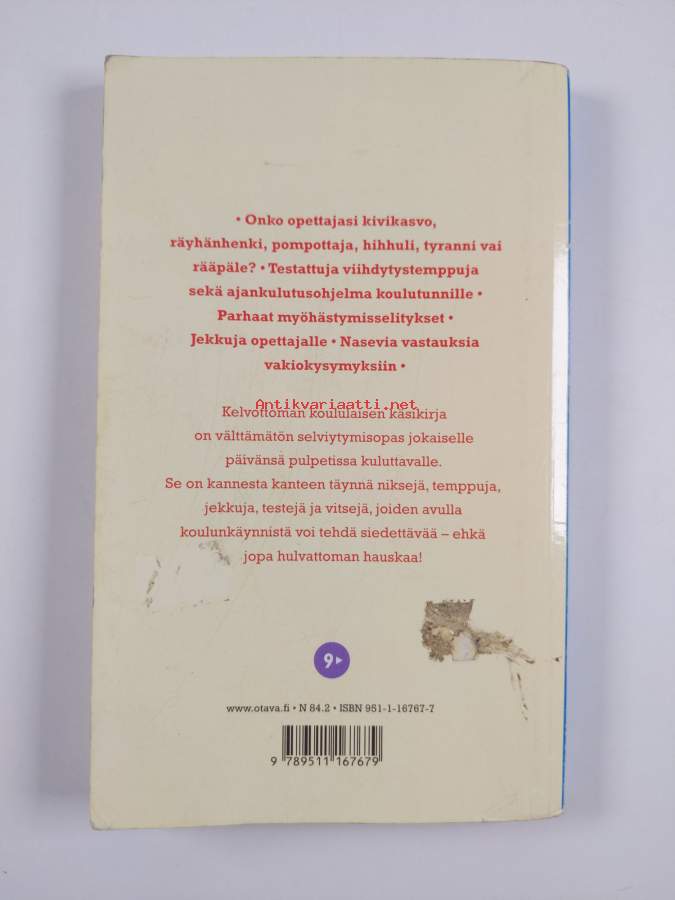 • Onko opettajasi kivikasvo,
räyhänhenki, pompottaja, hihhuli, tyranni vai
rääpäle? • Testattuja viihdytystemppuja
sekä ajankulutusohjelma koulutunnille •
Parhaat myöhästymisselitykset •
Jekkuja opettajalle • Nasevia vastauksia
vakiokysymyksiin •
Antikvariaatti.net
Kelvottoman koululaisen käsikirja
on välttämätön selviytymisopas jokaiselle
päivänsä pulpetissa kuluttavalle.
Se on kannesta kanteen täynnä niksejä, temppuja,
jekkuja, testejä ja vitsejä, joiden avulla
koulunkäynnistä voi tehdä siedettävää – ehkä
jopa hulvattoman hauskaa!
9▸
www.otava.fi • N 84.2 • ISBN 951-1-16767-7
9 789511 167679